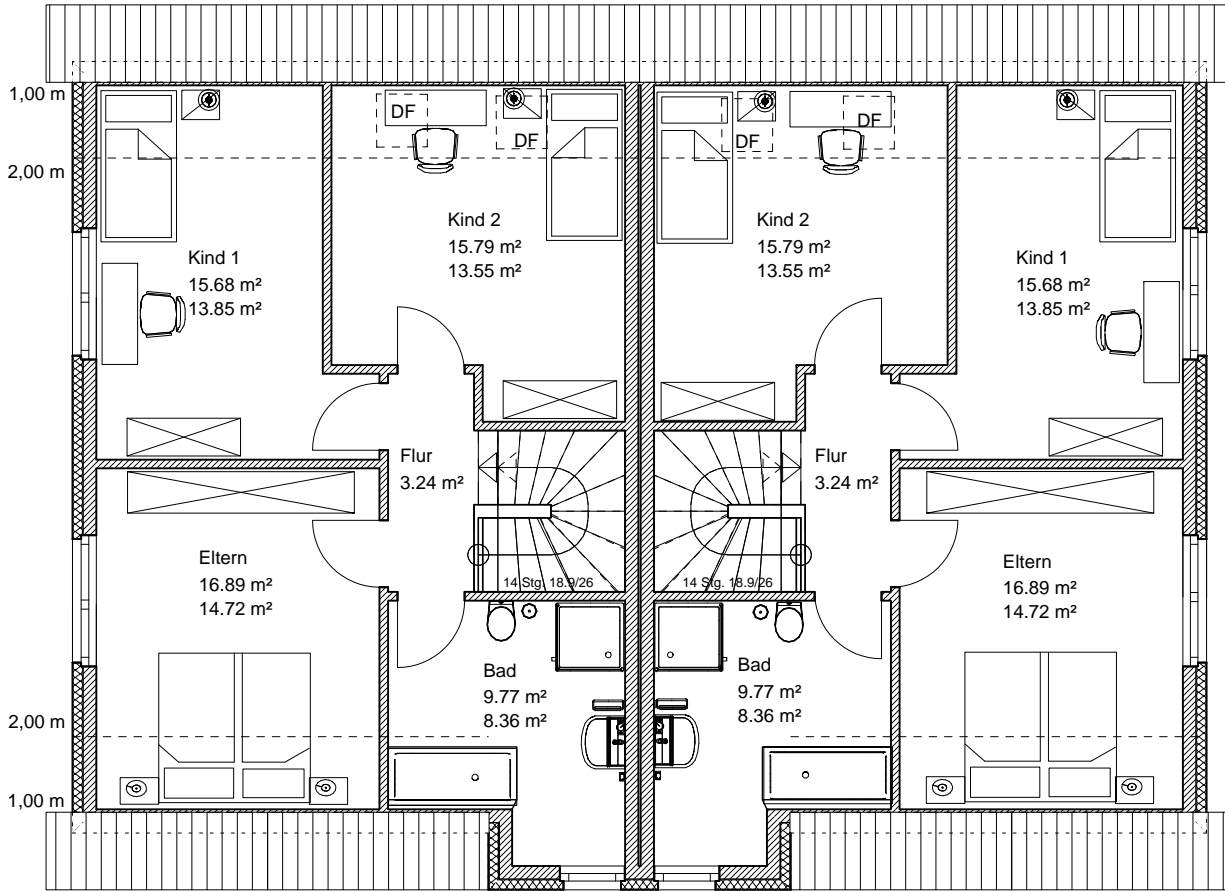 1,00 m
2,00 m
DF
DF
DF
DF
Kind 2
15.79 m²
13.55 m²
Kind 2
15.79 m²
13.55 m²
Kind 1
15.68 m²
13.85 m²
Kind 1
15.68 m²
13.85 m²
Flur
3.24 m²
Flur
3.24 m²
Eltern
16.89 m²
14.72 m²
14 Stg. 18.9/26
14 Stg. 18.9/26
Eltern
16.89 m²
14.72 m²
Bad
9.77 m²
8.36 m²
Bad
9.77 m²
8.36 m²
2,00 m
1,00 m